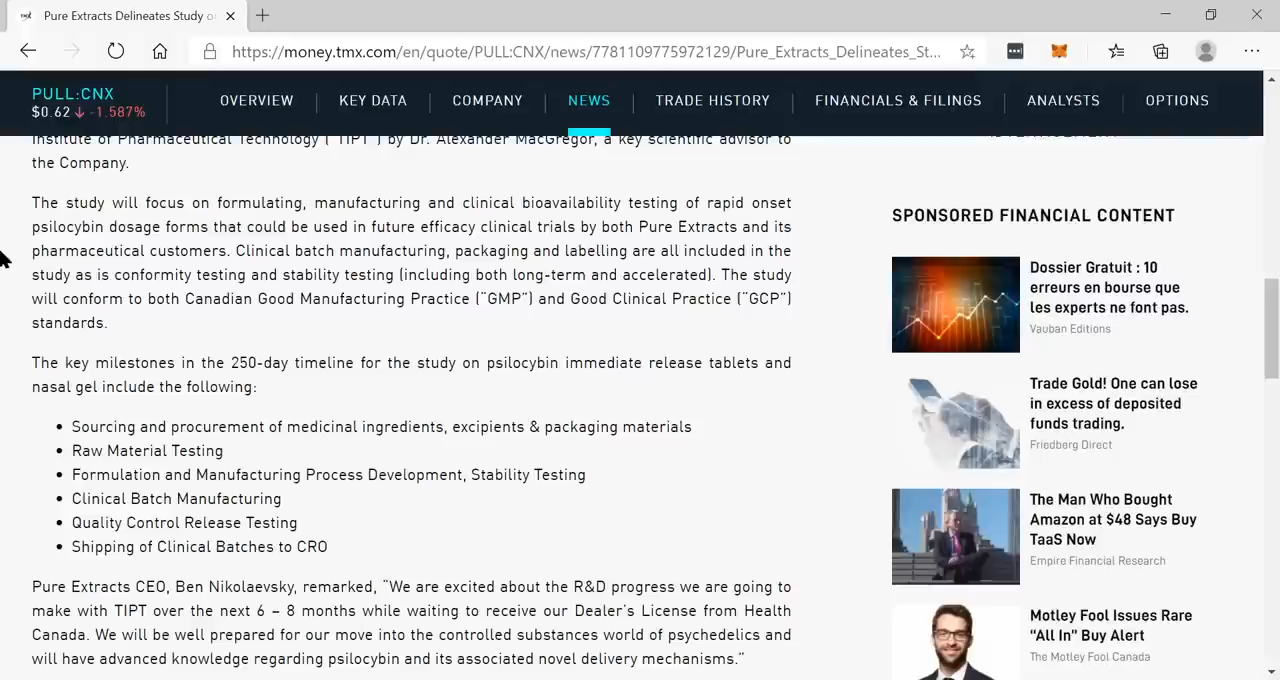 Pure Extracts Delineates Study o
https://money.tmx.com/en/quote/PULL:CNX/news/7781109775972129/Pure_Extracts_Delineates_St...
PULL:CNX
$0.62 -1.587%
OVERVIEW
KEY DATA
COMPANY
NEWS
TRADE HISTORY
FINANCIALS & FILINGS
ANALYSTS
OPTIONS
Institute of Pharmaceutical Technology ("TIPT") by Dr. Alexander MacGregor, a key scientific advisor to
the Company.
The study will focus on formulating, manufacturing and clinical bioavailability testing of rapid onset
psilocybin dosage forms that could be used in future efficacy clinical trials by both Pure Extracts and its
pharmaceutical customers. Clinical batch manufacturing, packaging and labelling are all included in the
study as is conformity testing and stability testing (including both long-term and accelerated). The study
will conform to both Canadian Good Manufacturing Practice ("GMP") and Good Clinical Practice ("GCP")
standards.
The key milestones in the 250-day timeline for the study on psilocybin immediate release tablets and
nasal gel include the following:
• Sourcing and procurement of medicinal ingredients, excipients & packaging materials
• Raw Material Testing
• Formulation and Manufacturing Process Development, Stability Testing
• Clinical Batch Manufacturing
• Quality Control Release Testing
• Shipping of Clinical Batches to CRO
Pure Extracts CEO, Ben Nikolaevsky, remarked, "We are excited about the R&D progress we are going to
make with TIPT over the next 6 – 8 months while waiting to receive our Dealer's License from Health
Canada. We will be well prepared for our move into the controlled substances world of psychedelics and
will have advanced knowledge regarding psilocybin and its associated novel delivery mechanisms."
SPONSORED FINANCIAL CONTENT
Dossier Gratuit : 10
erreurs en bourse que
les experts ne font pas.
Vauban Editions
Trade Gold! One can lose
in excess of deposited
funds trading.
Friedberg Direct
The Man Who Bought
Amazon at $48 Says Buy
TaaS Now
Empire Financial Research
Motley Fool Issues Rare
"All In" Buy Alert
The Motley Fool Canada